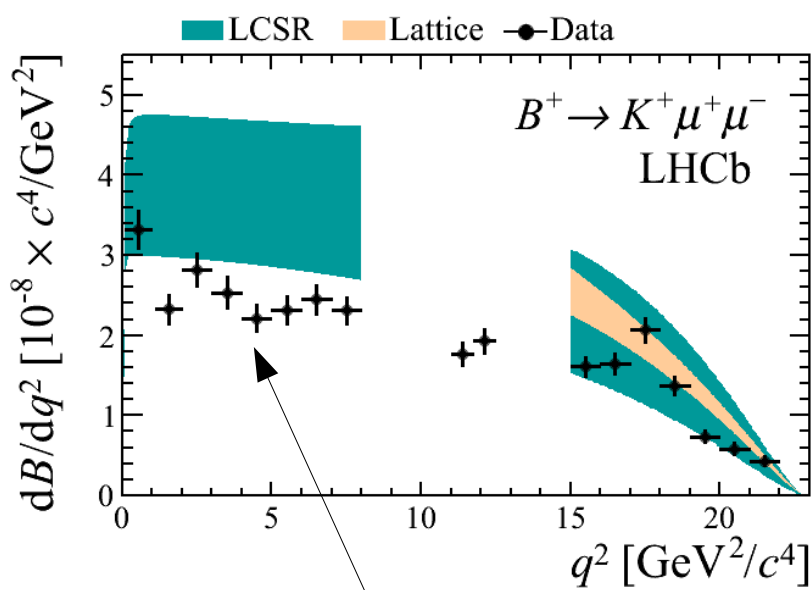 LCSR Lattice Data
dB/dq² [10⁻⁸ × c⁴/GeV²]
5
4
3
2
1
0
B⁺ → K⁺μ⁺μ⁻
LHCb
0 5 10 15 20
q² [GeV²/c⁴]